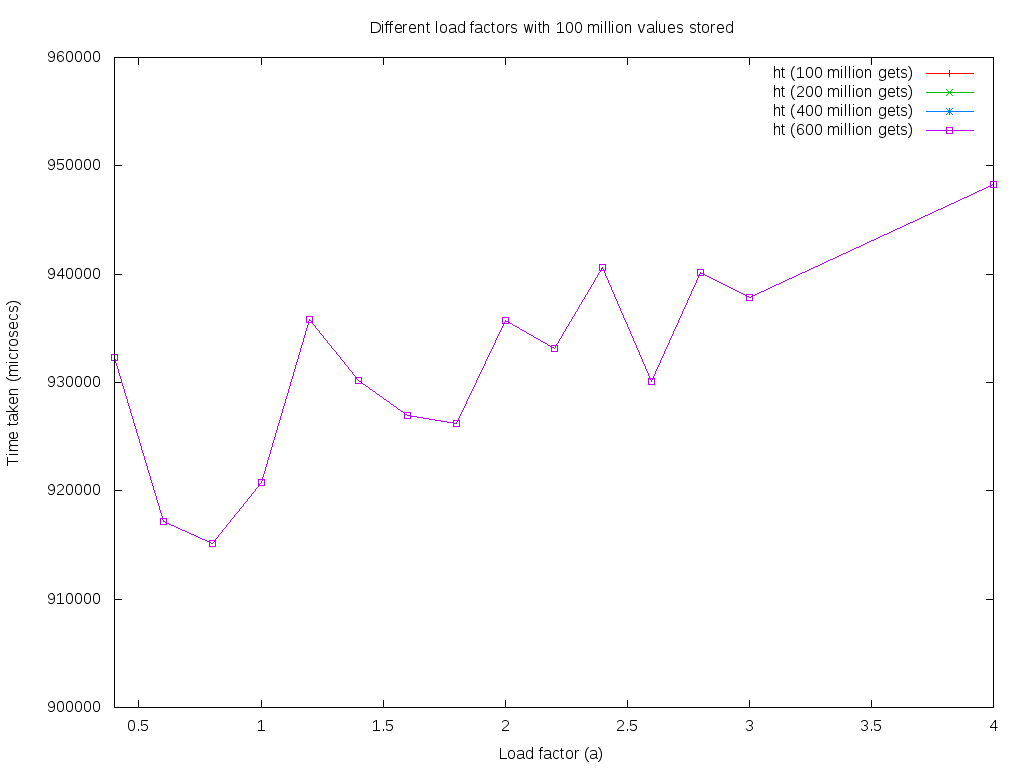 Different load factors with 100 million values stored
ht (100 million gets)
ht (200 million gets)
ht (400 million gets)
ht (600 million gets)
960000
950000
940000
930000
920000
910000
900000
Time taken (microsecs)
0.5 1 1.5 2 2.5 3 3.5 4
Load factor (a)